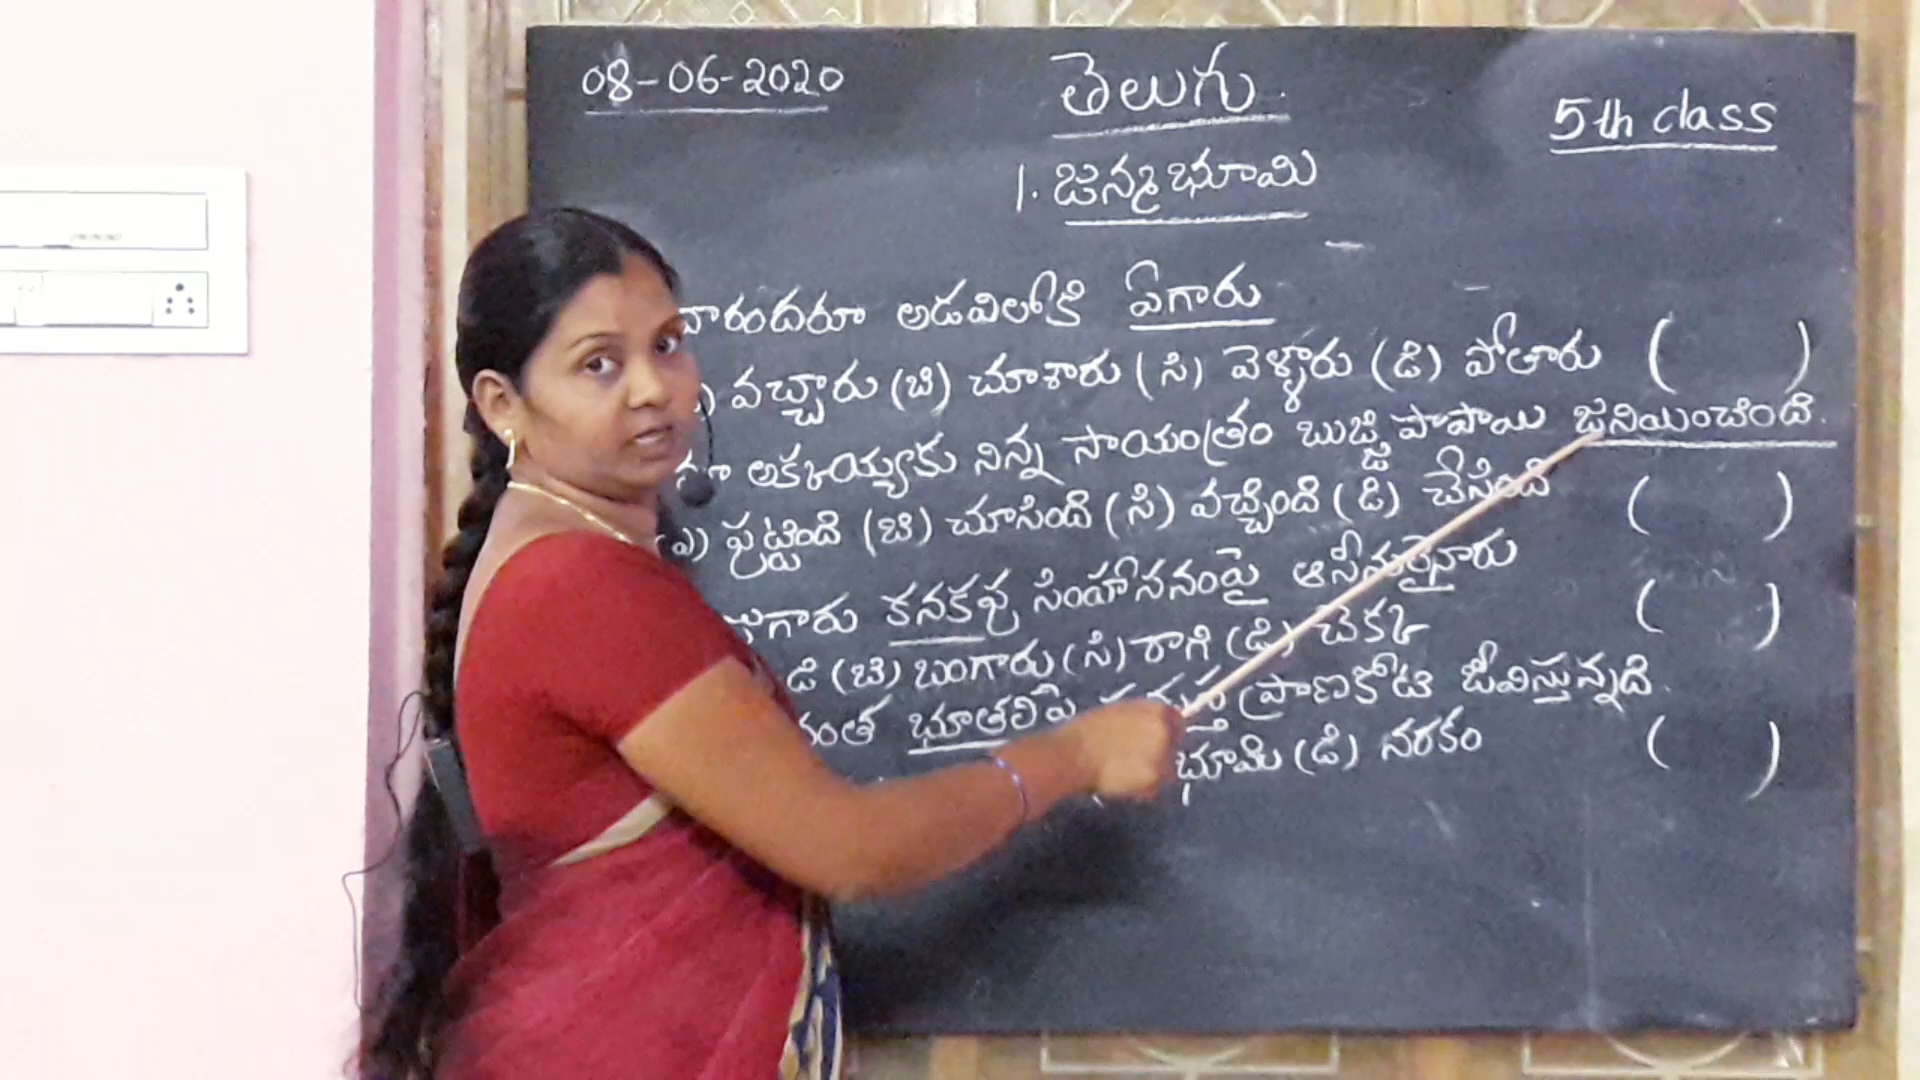 08-06-2020
తెలుగు
5th class
1. జన్మభూమి
వారందరూ అడవిలోకి ఏగారు
) వచ్చారు (బి) చూశారు (సి) వెళ్ళారు (డి) పోతారు ( )
మా అక్కయ్యకు నిన్న సాయంత్రం బుజ్జి పాపాయి జనియించింది.
(ఎ) పుట్టింది (బి) చూసింది (సి) వచ్చింది (డి) చేసింది ( )
గారు కనకపు సింహాసనంపై ఆసీనులైనారు ( )
డి (బి) బంగారు (సి) రాగి (డి) చెక్క
భూతలిపై ప్రాణకోటి జీవిస్తున్నది.
భూమి (డి) నరకం ( )